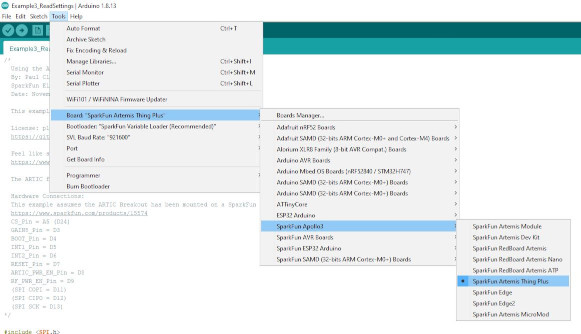 Example3_ReadSettings | Arduino 1.8.13
File Edit Sketch Tools Help
Auto Format Ctrl+T
Archive Sketch
Fix Encoding & Reload
Manage Libraries... Ctrl+Shift+I
Serial Monitor Ctrl+Shift+M
Serial Plotter Ctrl+Shift+L
WiFi101 / WiFiNINA Firmware Updater
Board: "SparkFun Artemis Thing Plus"
Bootloader: "SparkFun Variable Loader (Recommended)"
SVL Baud Rate: "921600"
Port
Get Board Info
Programmer
Burn Bootloader
Boards Manager...
Adafruit nRF52 Boards
Adafruit SAMD (32-bits ARM Cortex-M0+ and Cortex-M4) Boards
Alorium XLR8 Family (8-bit AVR Compat.) Boards
Arduino AVR Boards
Arduino Mbed OS Boards (nRF52840 / STM32H747)
Arduino SAMD (32-bits ARM Cortex-M0+) Boards
Arduino SAMD (32-bits ARM Cortex-M0+) Boards
ATTinyCore
ESP32 Arduino
SparkFun Apollo3
SparkFun AVR Boards
SparkFun ESP32 Arduino
SparkFun SAMD (32-bits ARM Cortex-M0+) Boards
SparkFun Artemis Module
SparkFun Artemis Dev Kit
SparkFun RedBoard Artemis
SparkFun RedBoard Artemis Nano
SparkFun RedBoard Artemis ATP
SparkFun Artemis Thing Plus
SparkFun Edge
SparkFun Edge2
SparkFun Artemis MicroMod
Example3_Rea
/*
Using the A
By: Paul Cl
SparkFun El
Date: Novem
This exampl
License: ple
https://git
Feel like s
https://www
The ARTIC R
Hardware Connections:
This example assumes the ARTIC Breakout has been mounted on a SparkFun
https://www.sparkfun.com/products/15574
CS_Pin = A5 (D24)
GAIN8_Pin = D3
BOOT_Pin = D4
INT1_Pin = D5
INT2_Pin = D6
RESET_Pin = D7
ARTIC_PWR_EN_Pin = D8
RF_PWR_EN_Pin = D9
(SPI COPI = D11)
(SPI CIPO = D12)
(SPI SCK = D13)
*/
#include <SPI.h>